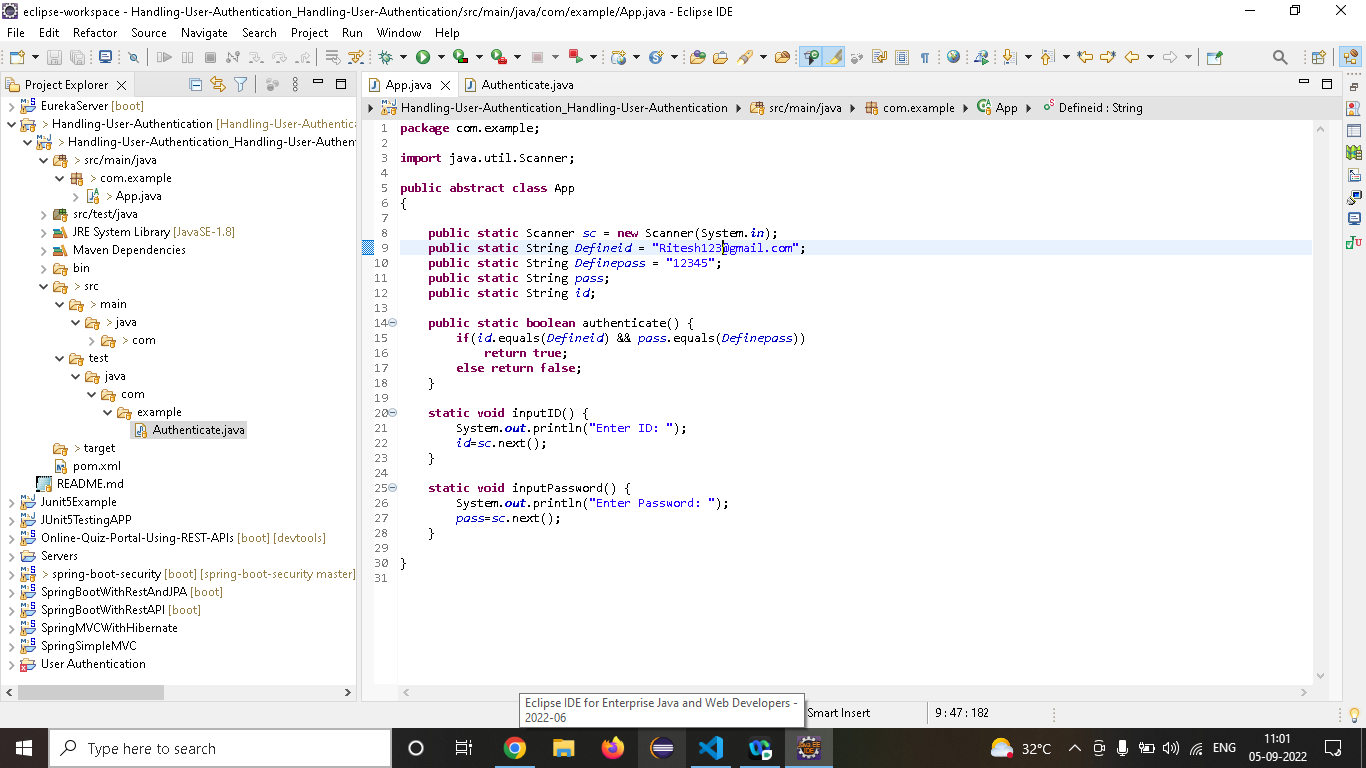 eclipse-workspace - Handling-User-Authentication_Handling-User-Authentication/src/main/java/com/example/App.java - Eclipse IDE
File Edit Refactor Source Navigate Search Project Run Window Help
Project Explorer
EurekaServer [boot]
> Handling-User-Authentication [Handling-User-Authentic
> Handling-User-Authentication_Handling-User-Authen
> src/main/java
> com.example
> App.java
src/test/java
JRE System Library [JavaSE-1.8]
Maven Dependencies
bin
> src
> main
> java
> com
test
java
com
example
Authenticate.java
> target
pom.xml
README.md
Junit5Example
JUnit5TestingAPP
Online-Quiz-Portal-Using-REST-APIs [boot] [devtools]
Servers
> spring-boot-security [boot] [spring-boot-security master]
SpringBootWithRestAndJPA [boot]
SpringBootWithRestAPI [boot]
SpringMVCWithHibernate
SpringSimpleMVC
User Authentication
App.java Authenticate.java
Handling-User-Authentication_Handling-User-Authentication src/main/java com.example App Defineid : String
1 package com.example;
2
3 import java.util.Scanner;
4
5 public abstract class App
6 {
7
8 public static Scanner sc = new Scanner(System.in);
9 public static String Defineid = "Ritesh123@gmail.com";
10 public static String Definepass = "12345";
11 public static String pass;
12 public static String id;
13
14 public static boolean authenticate() {
15 if(id.equals(Defineid) && pass.equals(Definepass))
16 return true;
17 else return false;
18 }
19
20 static void inputID() {
21 System.out.println("Enter ID: ");
22 id=sc.next();
23 }
24
25 static void inputPassword() {
26 System.out.println("Enter Password: ");
27 pass=sc.next();
28 }
29
30 }
31
Eclipse IDE for Enterprise Java and Web Developers -
2022-06
Smart Insert 9 : 47 : 182
Type here to search
32°C ENG 11:01
05-09-2022